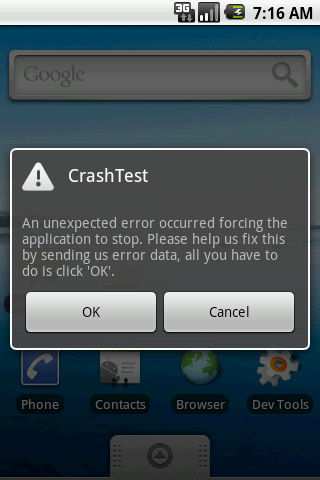 3G
7:16 AM
Google
CrashTest
An unexpected error occurred forcing the
application to stop. Please help us fix this
by sending us error data, all you have to
do is click 'OK'.
OK Cancel
Phone Contacts Browser Dev Tools